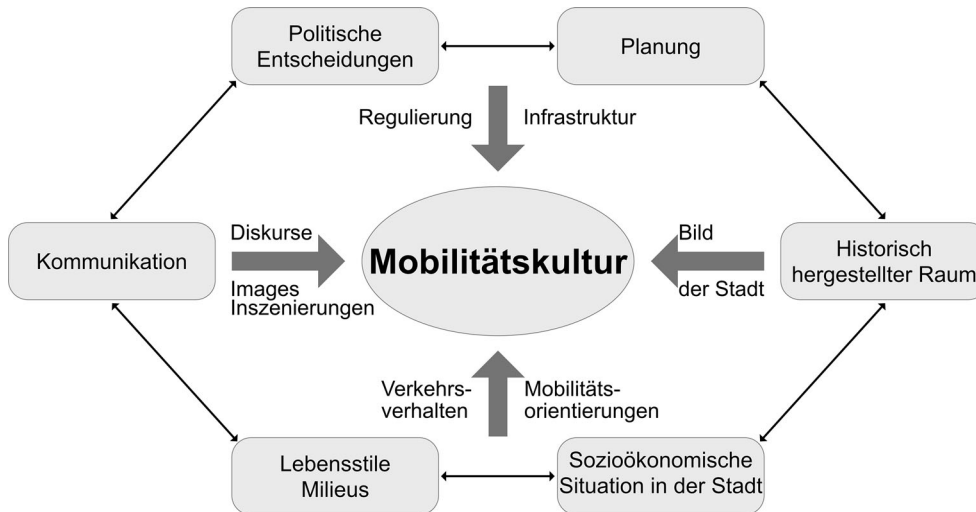 Politische
Entscheidungen
Planung
Regulierung
Infrastruktur
Kommunikation
Diskurse
Images
Inszenierungen
Mobilitätskultur
Bild
der Stadt
Historisch
hergestellter Raum
Verkehrs-
verhalten
Mobilitäts-
orientierungen
Lebensstile
Milieus
Sozioökonomische
Situation in der Stadt